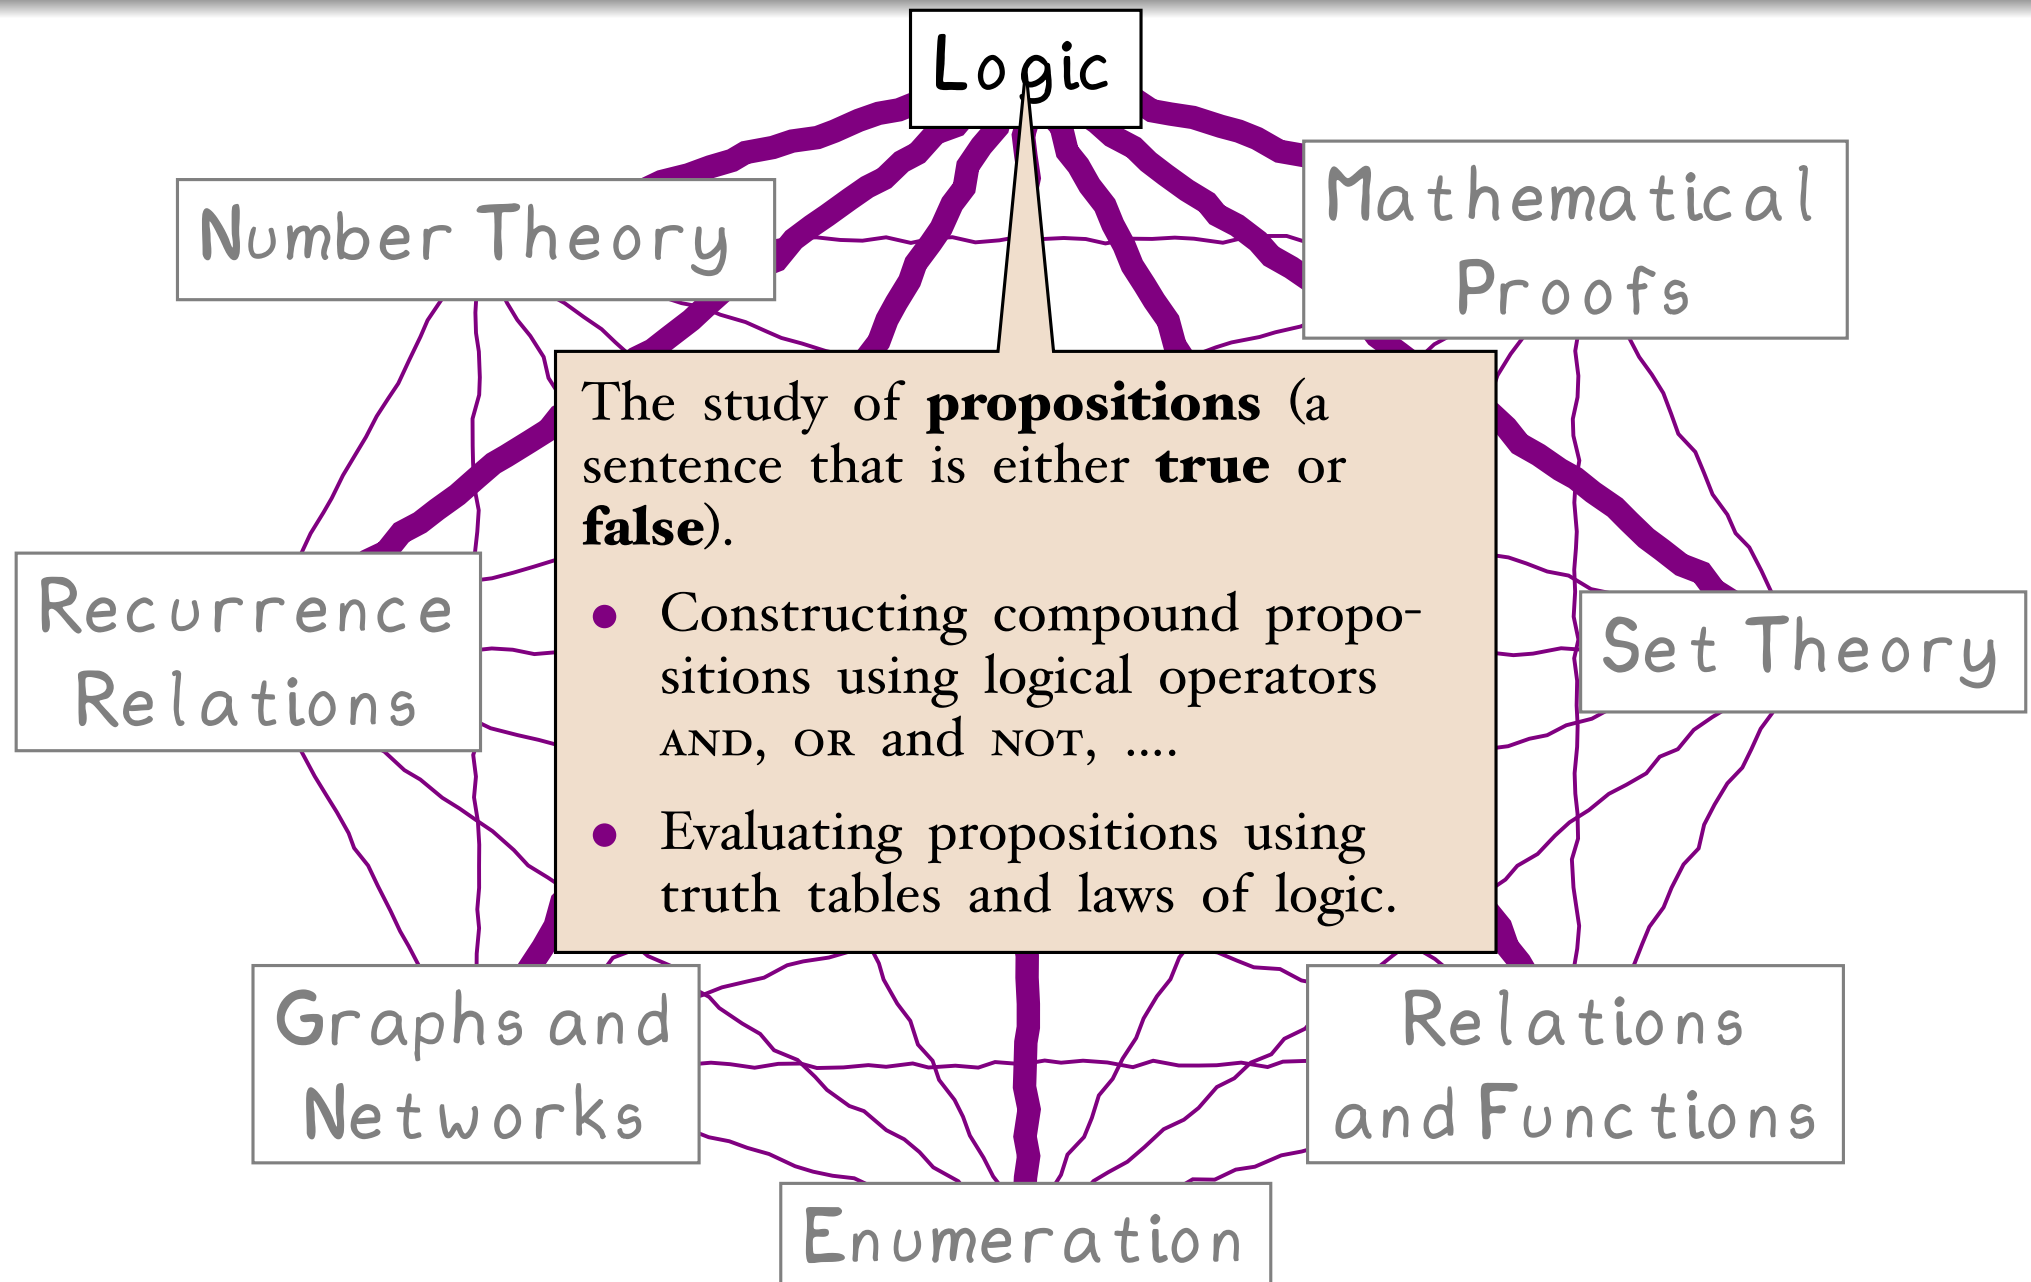 Logic
Number Theory
Mathematical
Proofs
The study of propositions (a
sentence that is either true or
false).
• Constructing compound propo-
sitions using logical operators
AND, OR and NOT, ....
• Evaluating propositions using
truth tables and laws of logic.
Recurrence
Relations
Set Theory
Graphs and
Networks
Relations
and Functions
Enumeration